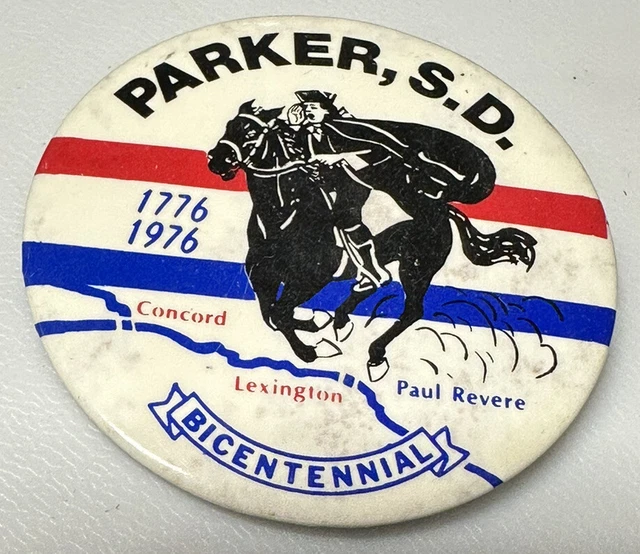 PARKER, S.D.
1776
1976
Concord
Lexington
Paul Revere
BICENTENNIAL